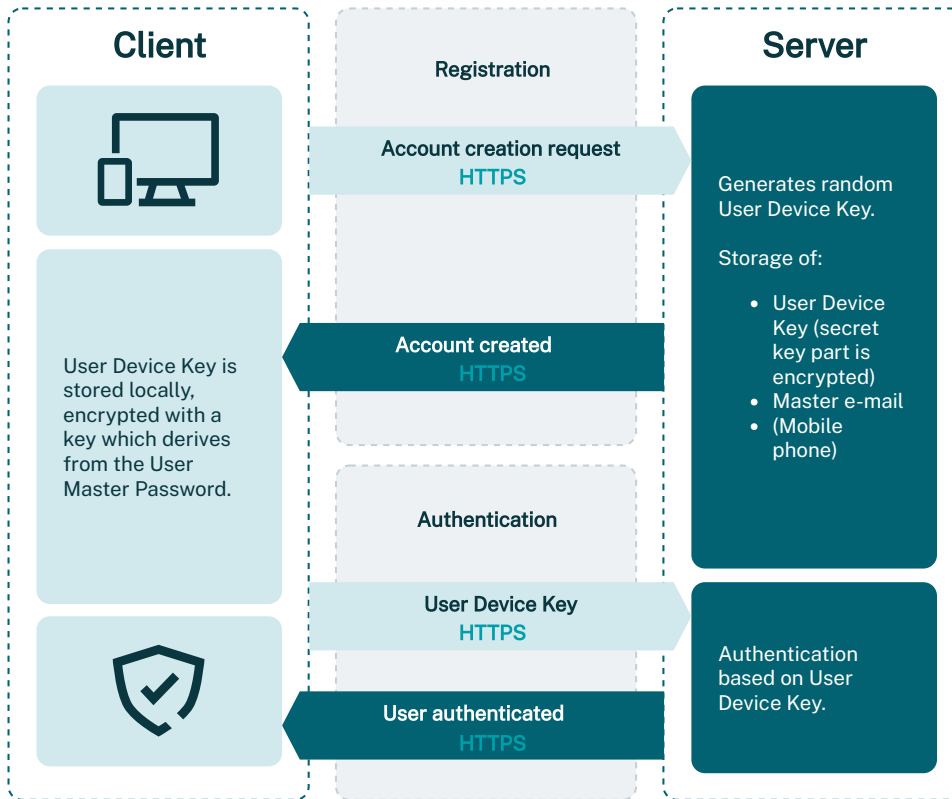 Client
Registration
Server
Account creation request
HTTPS
Generates random
User Device Key.
Storage of:
• User Device
Key (secret
key part is
encrypted)
• Master e-mail
• (Mobile
phone)
Account created
HTTPS
User Device Key is
stored locally,
encrypted with a
key which derives
from the User
Master Password.
Authentication
User Device Key
HTTPS
Authentication
based on User
Device Key.
User authenticated
HTTPS